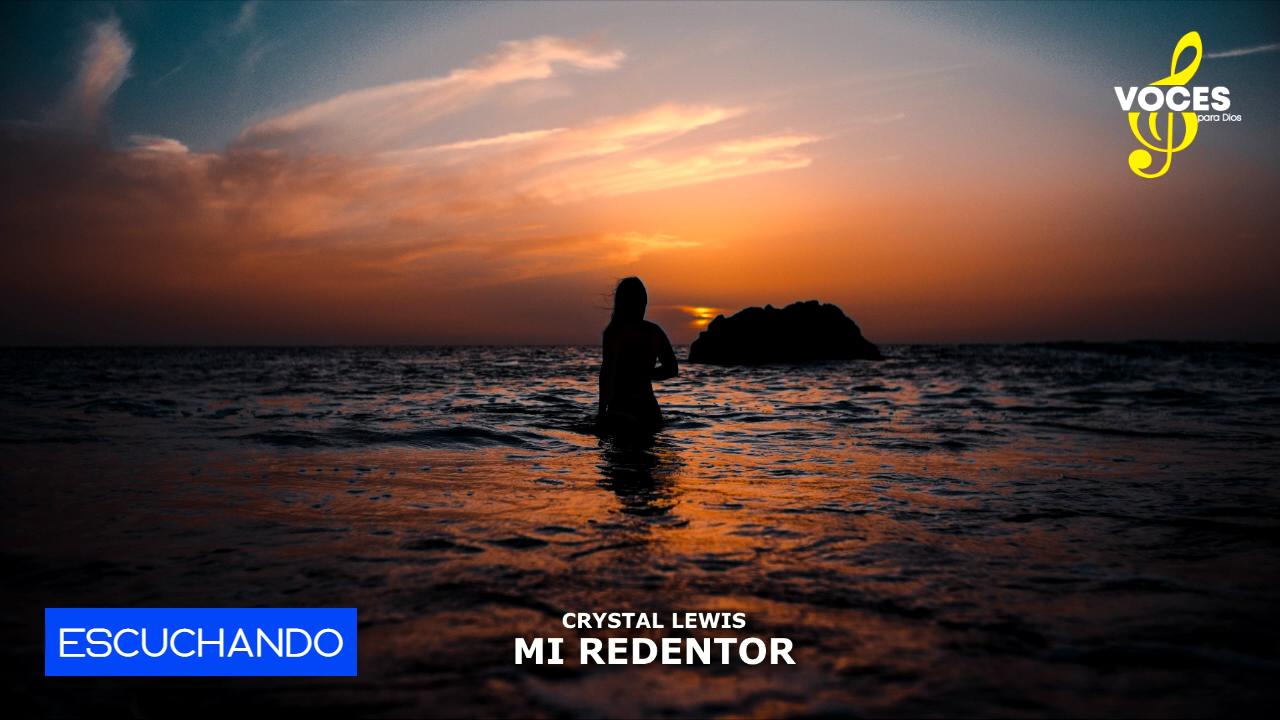 VOCES
para Dios
ESCUCHANDO
CRYSTAL LEWIS
MI REDENTOR